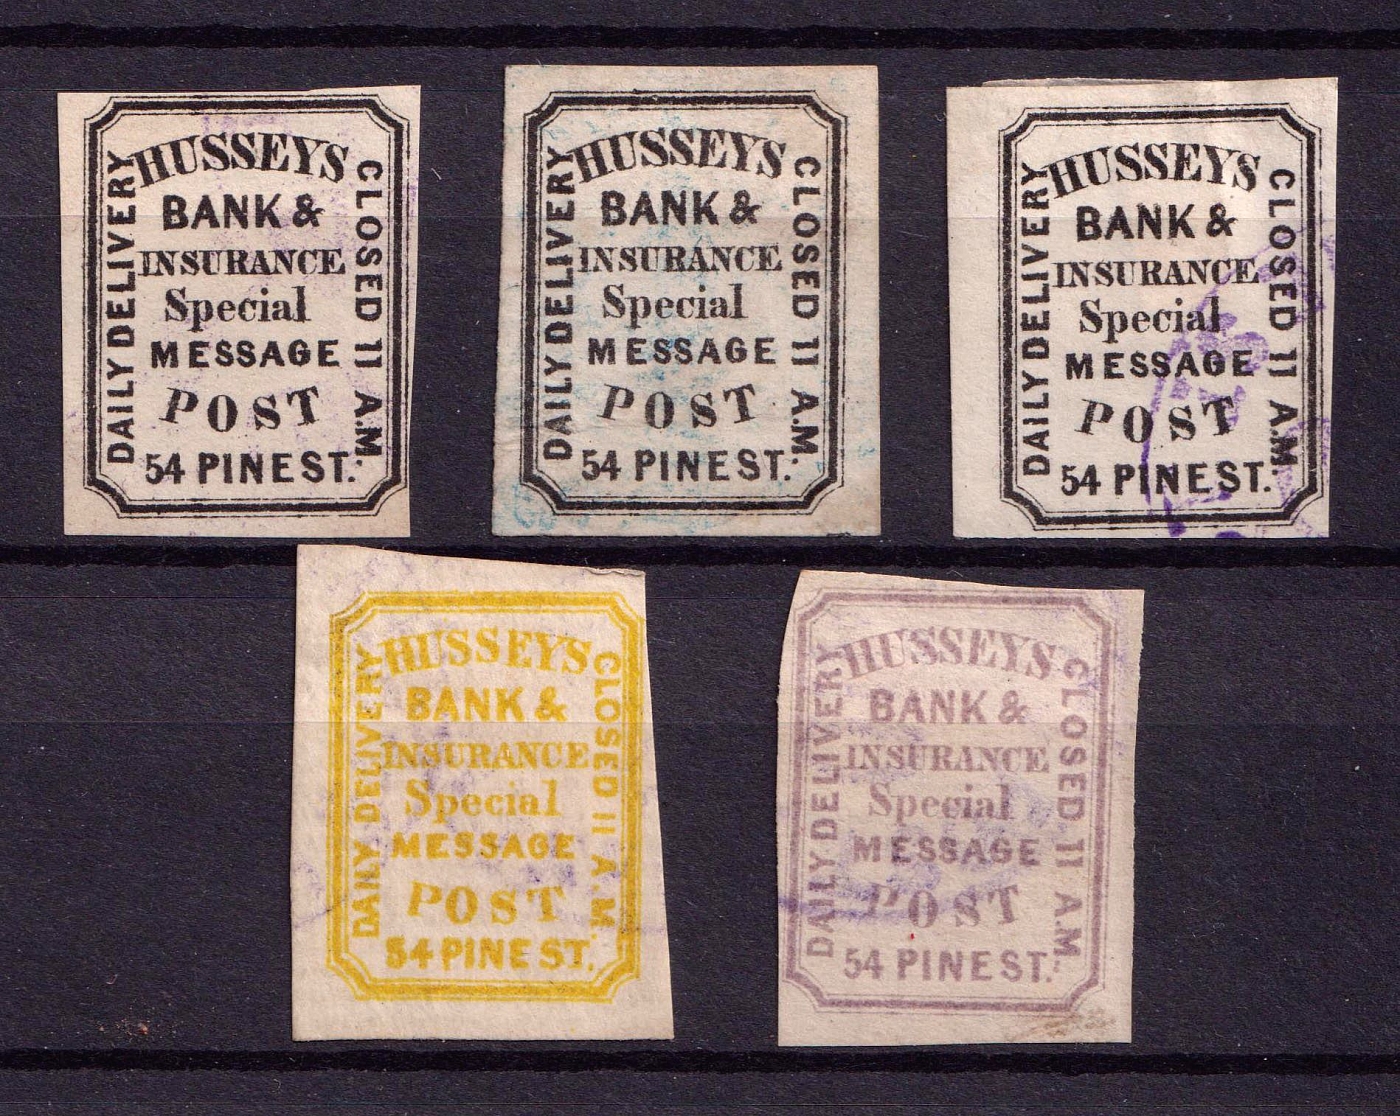 HUSSEYS
BANK &
INSURANCE
Special
MESSAGE
POST
54 PINE ST.
DAILY DELIVERY
CLOSED 11 A.M.
HUSSEYS
BANK &
INSURANCE
Special
MESSAGE
POST
54 PINE ST.
DAILY DELIVERY
CLOSED 11 A.M.
HUSSEYS
BANK &
INSURANCE
Special
MESSAGE
POST
54 PINE ST.
DAILY DELIVERY
CLOSED 11 A.M.
HUSSEYS
BANK &
INSURANCE
Special
MESSAGE
POST
54 PINE ST.
DAILY DELIVERY
CLOSED 11 A.M.
HUSSEYS
BANK &
INSURANCE
Special
MESSAGE
POST
54 PINE ST.
DAILY DELIVERY
CLOSED 11 A.M.